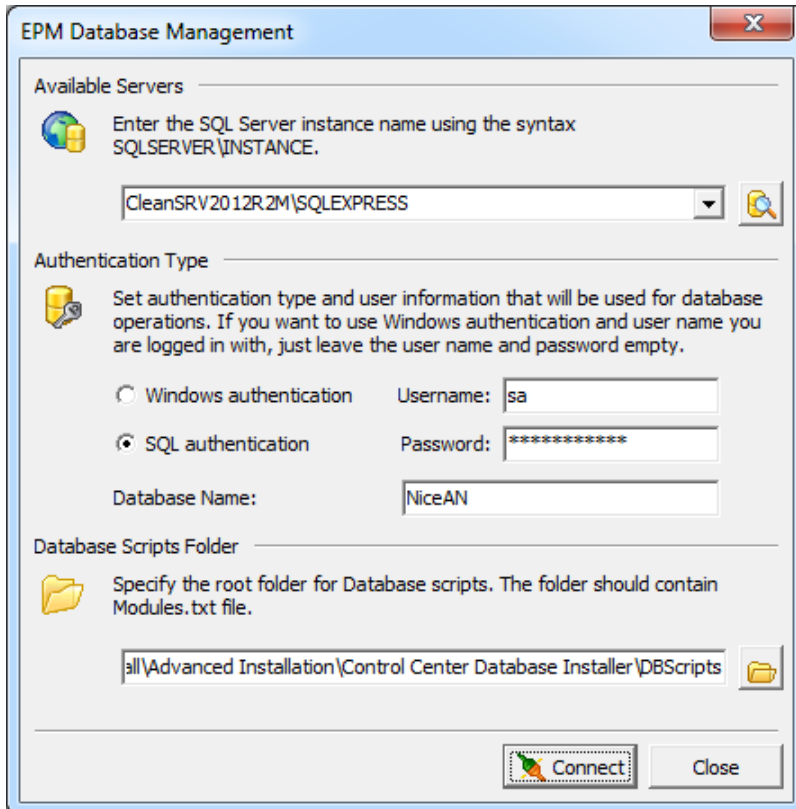 EPM Database Management
Available Servers
Enter the SQL Server instance name using the syntax
SQLSERVER\INSTANCE.
CleanSRV2012R2M\SQLEXPRESS
Authentication Type
Set authentication type and user information that will be used for database
operations. If you want to use Windows authentication and user name you
are logged in with, just leave the user name and password empty.
Windows authentication Username: sa
SQL authentication Password: ***********
Database Name: NiceAN
Database Scripts Folder
Specify the root folder for Database scripts. The folder should contain
Modules.txt file.
all\Advanced Installation\Control Center Database Installer\DBScripts
Connect Close